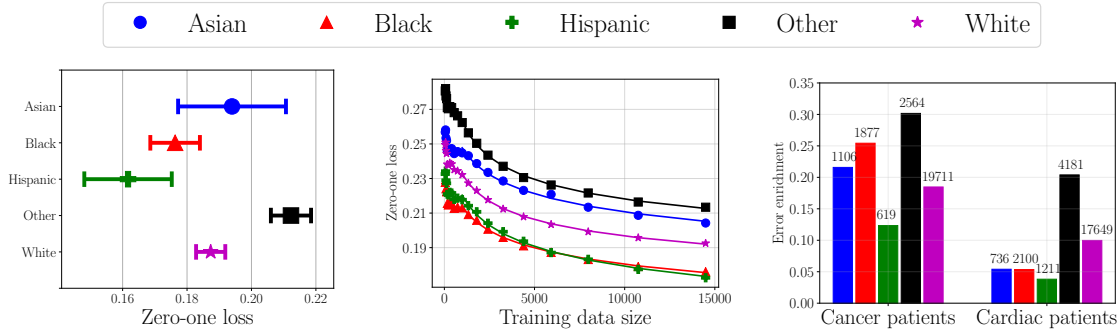 Asian Black Hispanic Other White
Asian
Black
Hispanic
Other
White
0.16 0.18 0.20 0.22
Zero-one loss
Zero-one loss
0.27
0.25
0.23
0.21
0.19
0 5000 10000 15000
Training data size
Error enrichment
0.35
0.30
0.25
0.20
0.15
0.10
0.05
0.00
1106 1877 619 2564 19711
736 2100 1211 4181 17649
Cancer patients Cardiac patients